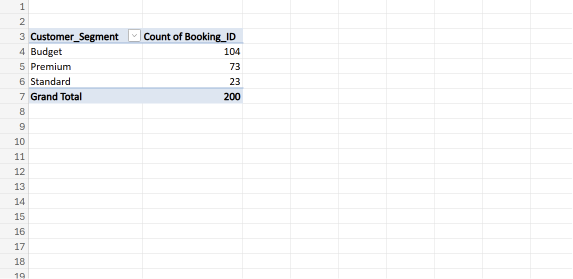 1
2
3 Customer_Segment Count of Booking_ID
4 Budget 104
5 Premium 73
6 Standard 23
7 Grand Total 200
8
9
10
11
12
13
14
15
16
17
18
19